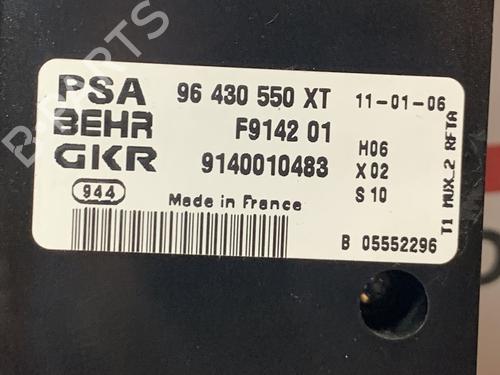 PSA 96 430 550 XT 11-01-06
BEHR F9142 01
GKR 9140010483
H06
X 02
S 10
944
Made in France
B 05552296
T1 MUX_2 RFTA